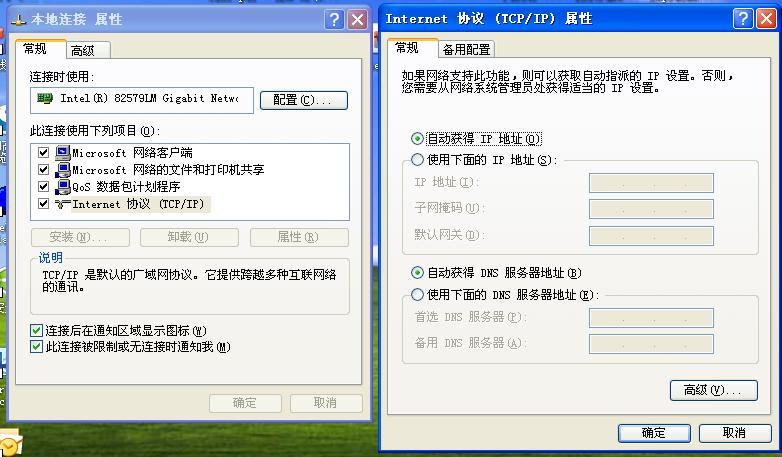 本地连接 属性
常规
高级
连接时使用:
Intel(R) 82579LM Gigabit Netwo
配置(C)...
此连接使用下列项目(O):
Microsoft 网络客户端
Microsoft 网络的文件和打印机共享
QoS 数据包计划程序
Internet 协议 (TCP/IP)
安装(N)...
卸载(U)
属性(R)
说明
TCP/IP 是默认的广域网协议。它提供跨越多种互联网络
的通讯。
连接后在通知区域显示图标(W)
此连接被限制或无连接时通知我(M)
确定
取消
Internet 协议 (TCP/IP) 属性
常规
备用配置
如果网络支持此功能,则可以获取自动指派的 IP 设置。否则,
您需要从网络系统管理员处获得适当的 IP 设置。
自动获得 IP 地址(O)
使用下面的 IP 地址(S):
IP 地址(I):
子网掩码(U):
默认网关(D):
自动获得 DNS 服务器地址(B)
使用下面的 DNS 服务器地址(E):
首选 DNS 服务器(P):
备用 DNS 服务器(A):
高级(V)...
确定
取消